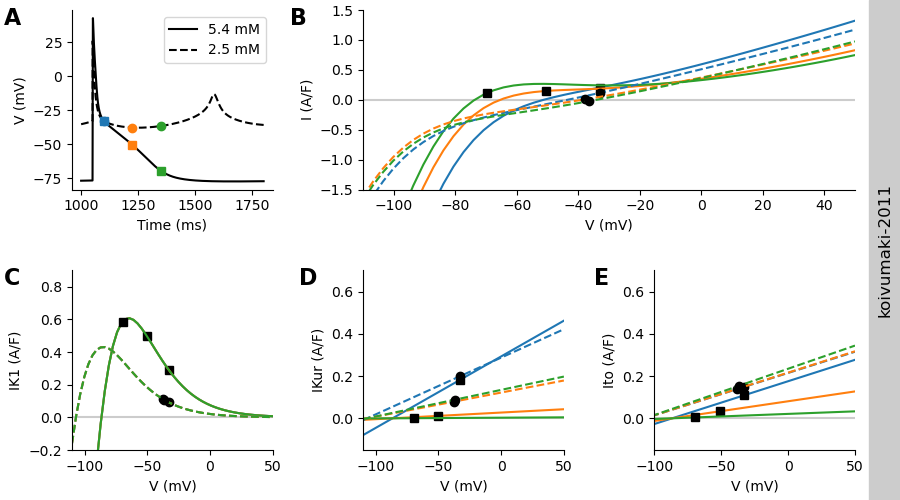 A
5.4 mM
2.5 mM
25
0
−25
−50
−75
V (mV)
1000
1250
1500
1750
Time (ms)
B
1.5
1.0
0.5
0.0
−0.5
−1.0
−1.5
I (A/F)
−100
−80
−60
−40
−20
0
20
40
V (mV)
C
0.8
0.6
0.4
0.2
0.0
−0.2
IK1 (A/F)
−100
−50
0
50
V (mV)
D
0.6
0.4
0.2
0.0
IKur (A/F)
−100
−50
0
50
V (mV)
E
0.6
0.4
0.2
0.0
Ito (A/F)
−100
−50
0
50
V (mV)
koivumaki-2011